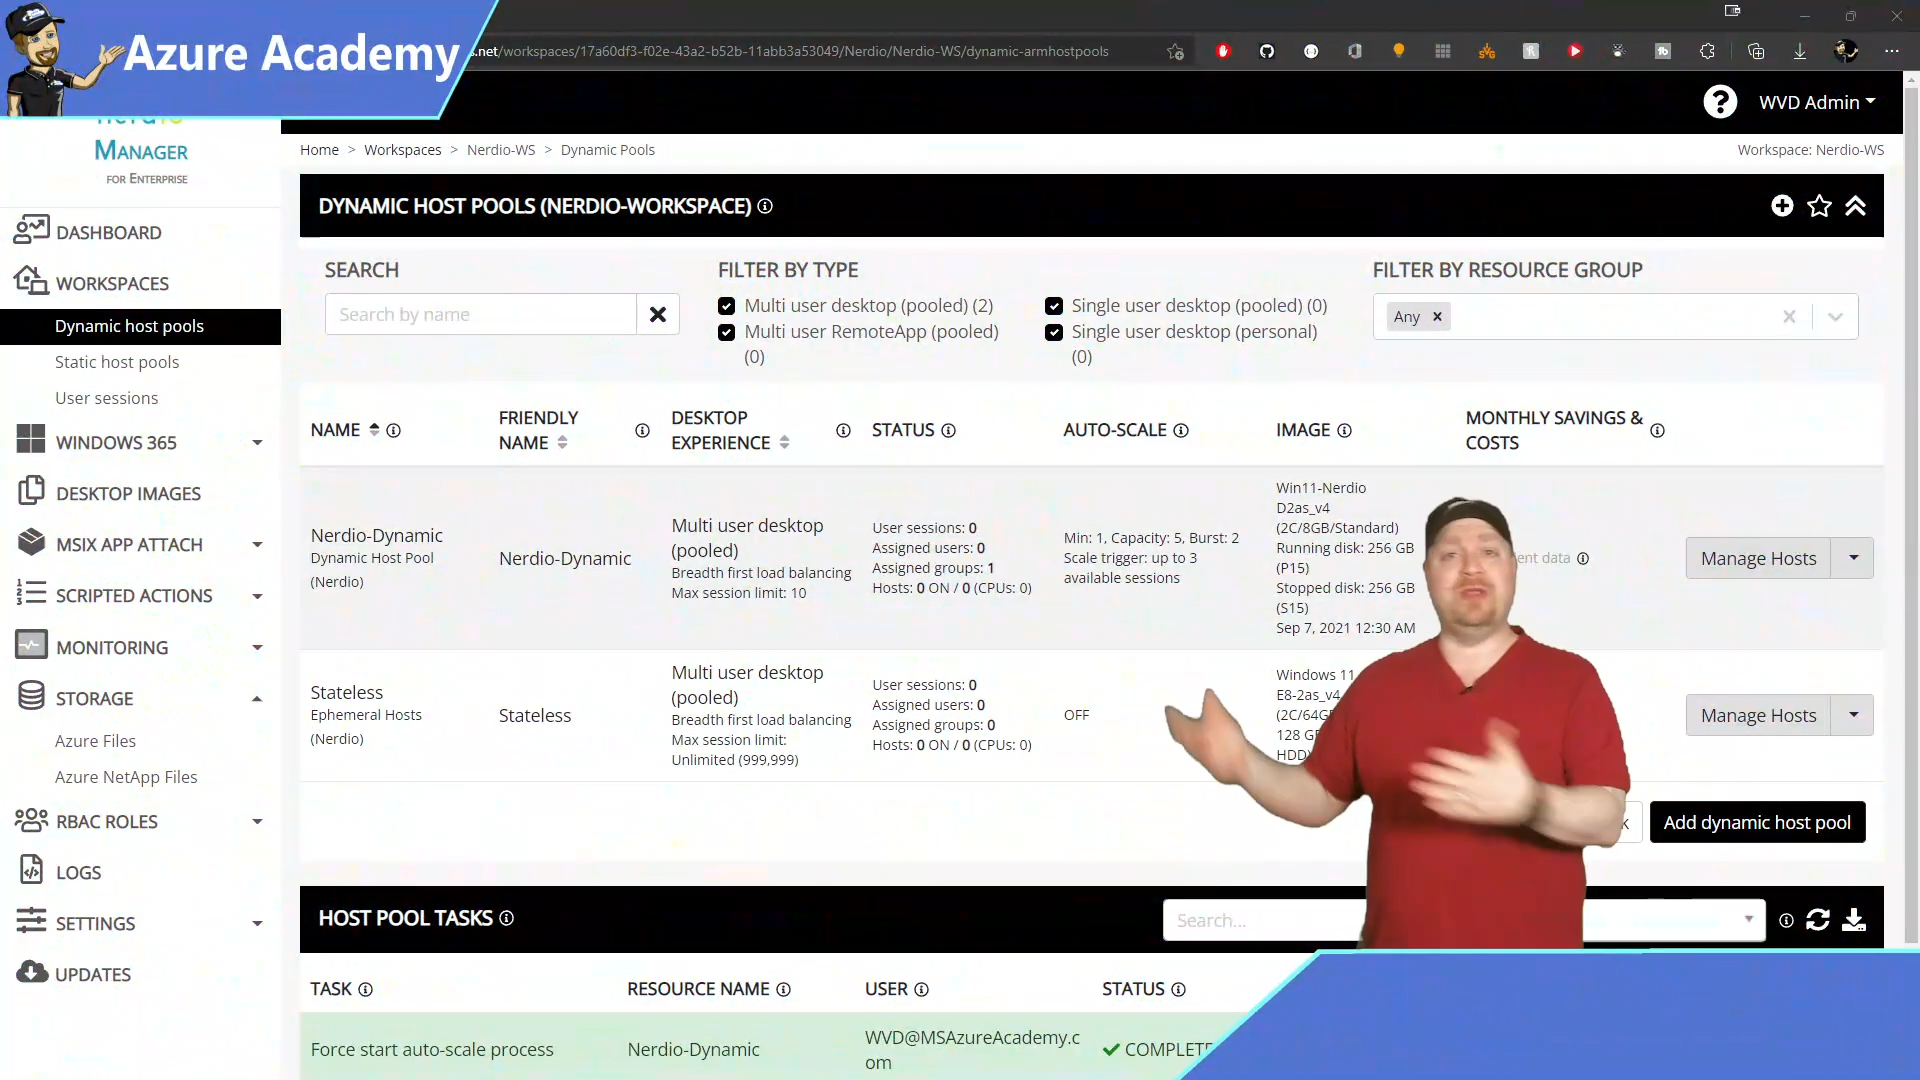 Azure Academy
.net/workspaces/17a60df3-f02e-43a2-b52b-11abb3a53049/Nerdio/Nerdio-WS/dynamic-armhostpools
WVD Admin
MANAGER
FOR ENTERPRISE
Home > Workspaces > Nerdio-WS > Dynamic Pools
Workspace: Nerdio-WS
DYNAMIC HOST POOLS (NERDIO-WORKSPACE)
DASHBOARD
WORKSPACES
Dynamic host pools
Static host pools
User sessions
WINDOWS 365
DESKTOP IMAGES
MSIX APP ATTACH
SCRIPTED ACTIONS
MONITORING
STORAGE
Azure Files
Azure NetApp Files
RBAC ROLES
LOGS
SETTINGS
UPDATES
SEARCH
Search by name
FILTER BY TYPE
Multi user desktop (pooled) (2)
Multi user RemoteApp (pooled)
(0)
Single user desktop (pooled) (0)
Single user desktop (personal)
(0)
FILTER BY RESOURCE GROUP
Any
NAME
FRIENDLY
NAME
DESKTOP
EXPERIENCE
STATUS
AUTO-SCALE
IMAGE
MONTHLY SAVINGS &
COSTS
Nerdio-Dynamic
Dynamic Host Pool
(Nerdio)
Nerdio-Dynamic
Multi user desktop
(pooled)
Breadth first load balancing
Max session limit: 10
User sessions: 0
Assigned users: 0
Assigned groups: 1
Hosts: 0 ON / 0 (CPUs: 0)
Min: 1, Capacity: 5, Burst: 2
Scale trigger: up to 3
available sessions
Win11-Nerdio
D2as_v4
(2C/8GB/Standard)
Running disk: 256 GB
(P15)
Stopped disk: 256 GB
(S15)
Sep 7, 2021 12:30 AM
data
Manage Hosts
Stateless
Ephemeral Hosts
(Nerdio)
Stateless
Multi user desktop
(pooled)
Breadth first load balancing
Max session limit:
Unlimited (999,999)
User sessions: 0
Assigned users: 0
Assigned groups: 0
Hosts: 0 ON / 0 (CPUs: 0)
OFF
Windows 11
E8-2as_v4
(2C/64G
128 G
HDD)
Manage Hosts
Add dynamic host pool
HOST POOL TASKS
Search...
TASK
RESOURCE NAME
USER
STATUS
Force start auto-scale process
Nerdio-Dynamic
WVD@MSAzureAcademy.c
om
COMPLETE